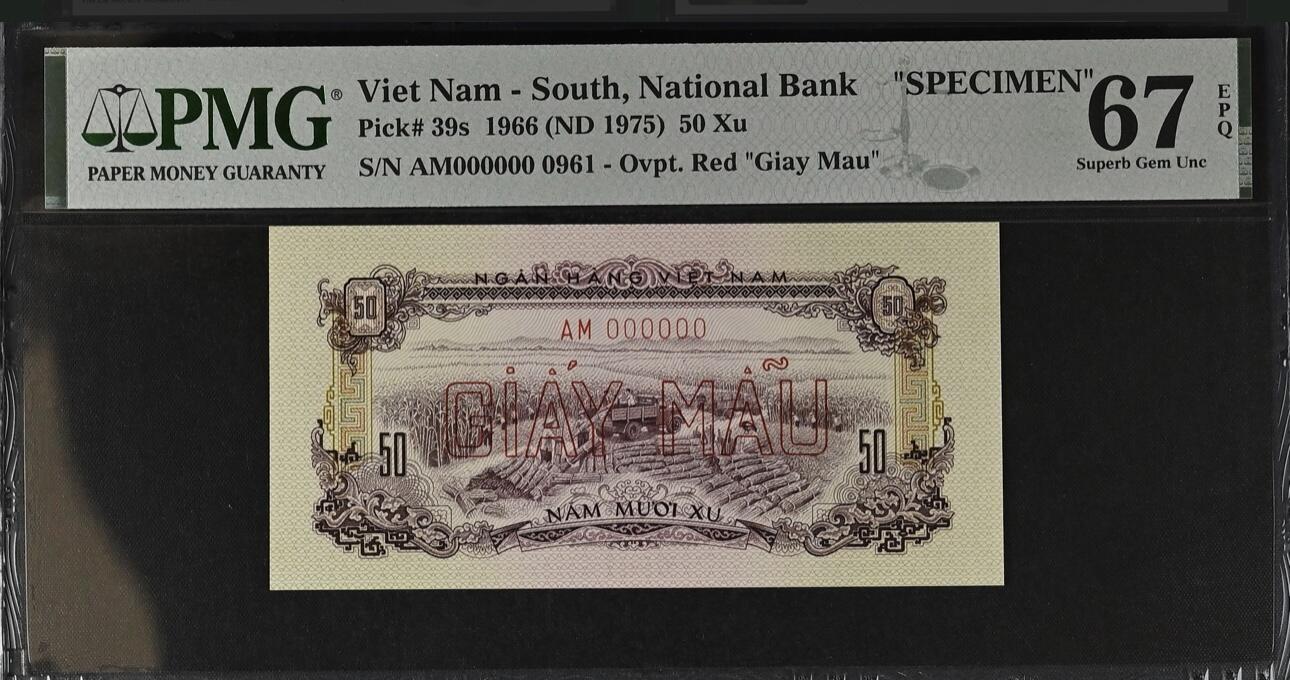 PMG®
PAPER MONEY GUARANTY
Viet Nam - South, National Bank "SPECIMEN"
Pick# 39s 1966 (ND 1975) 50 Xu
S/N AM000000 0961 - Ovpt. Red "Giay Mau"
67
EPQ
Superb Gem Unc
NGÂN HÀNG VIỆT NAM
50 50
AM 000000
GIẤY MẪU
50 50
NĂM MƯƠI XU